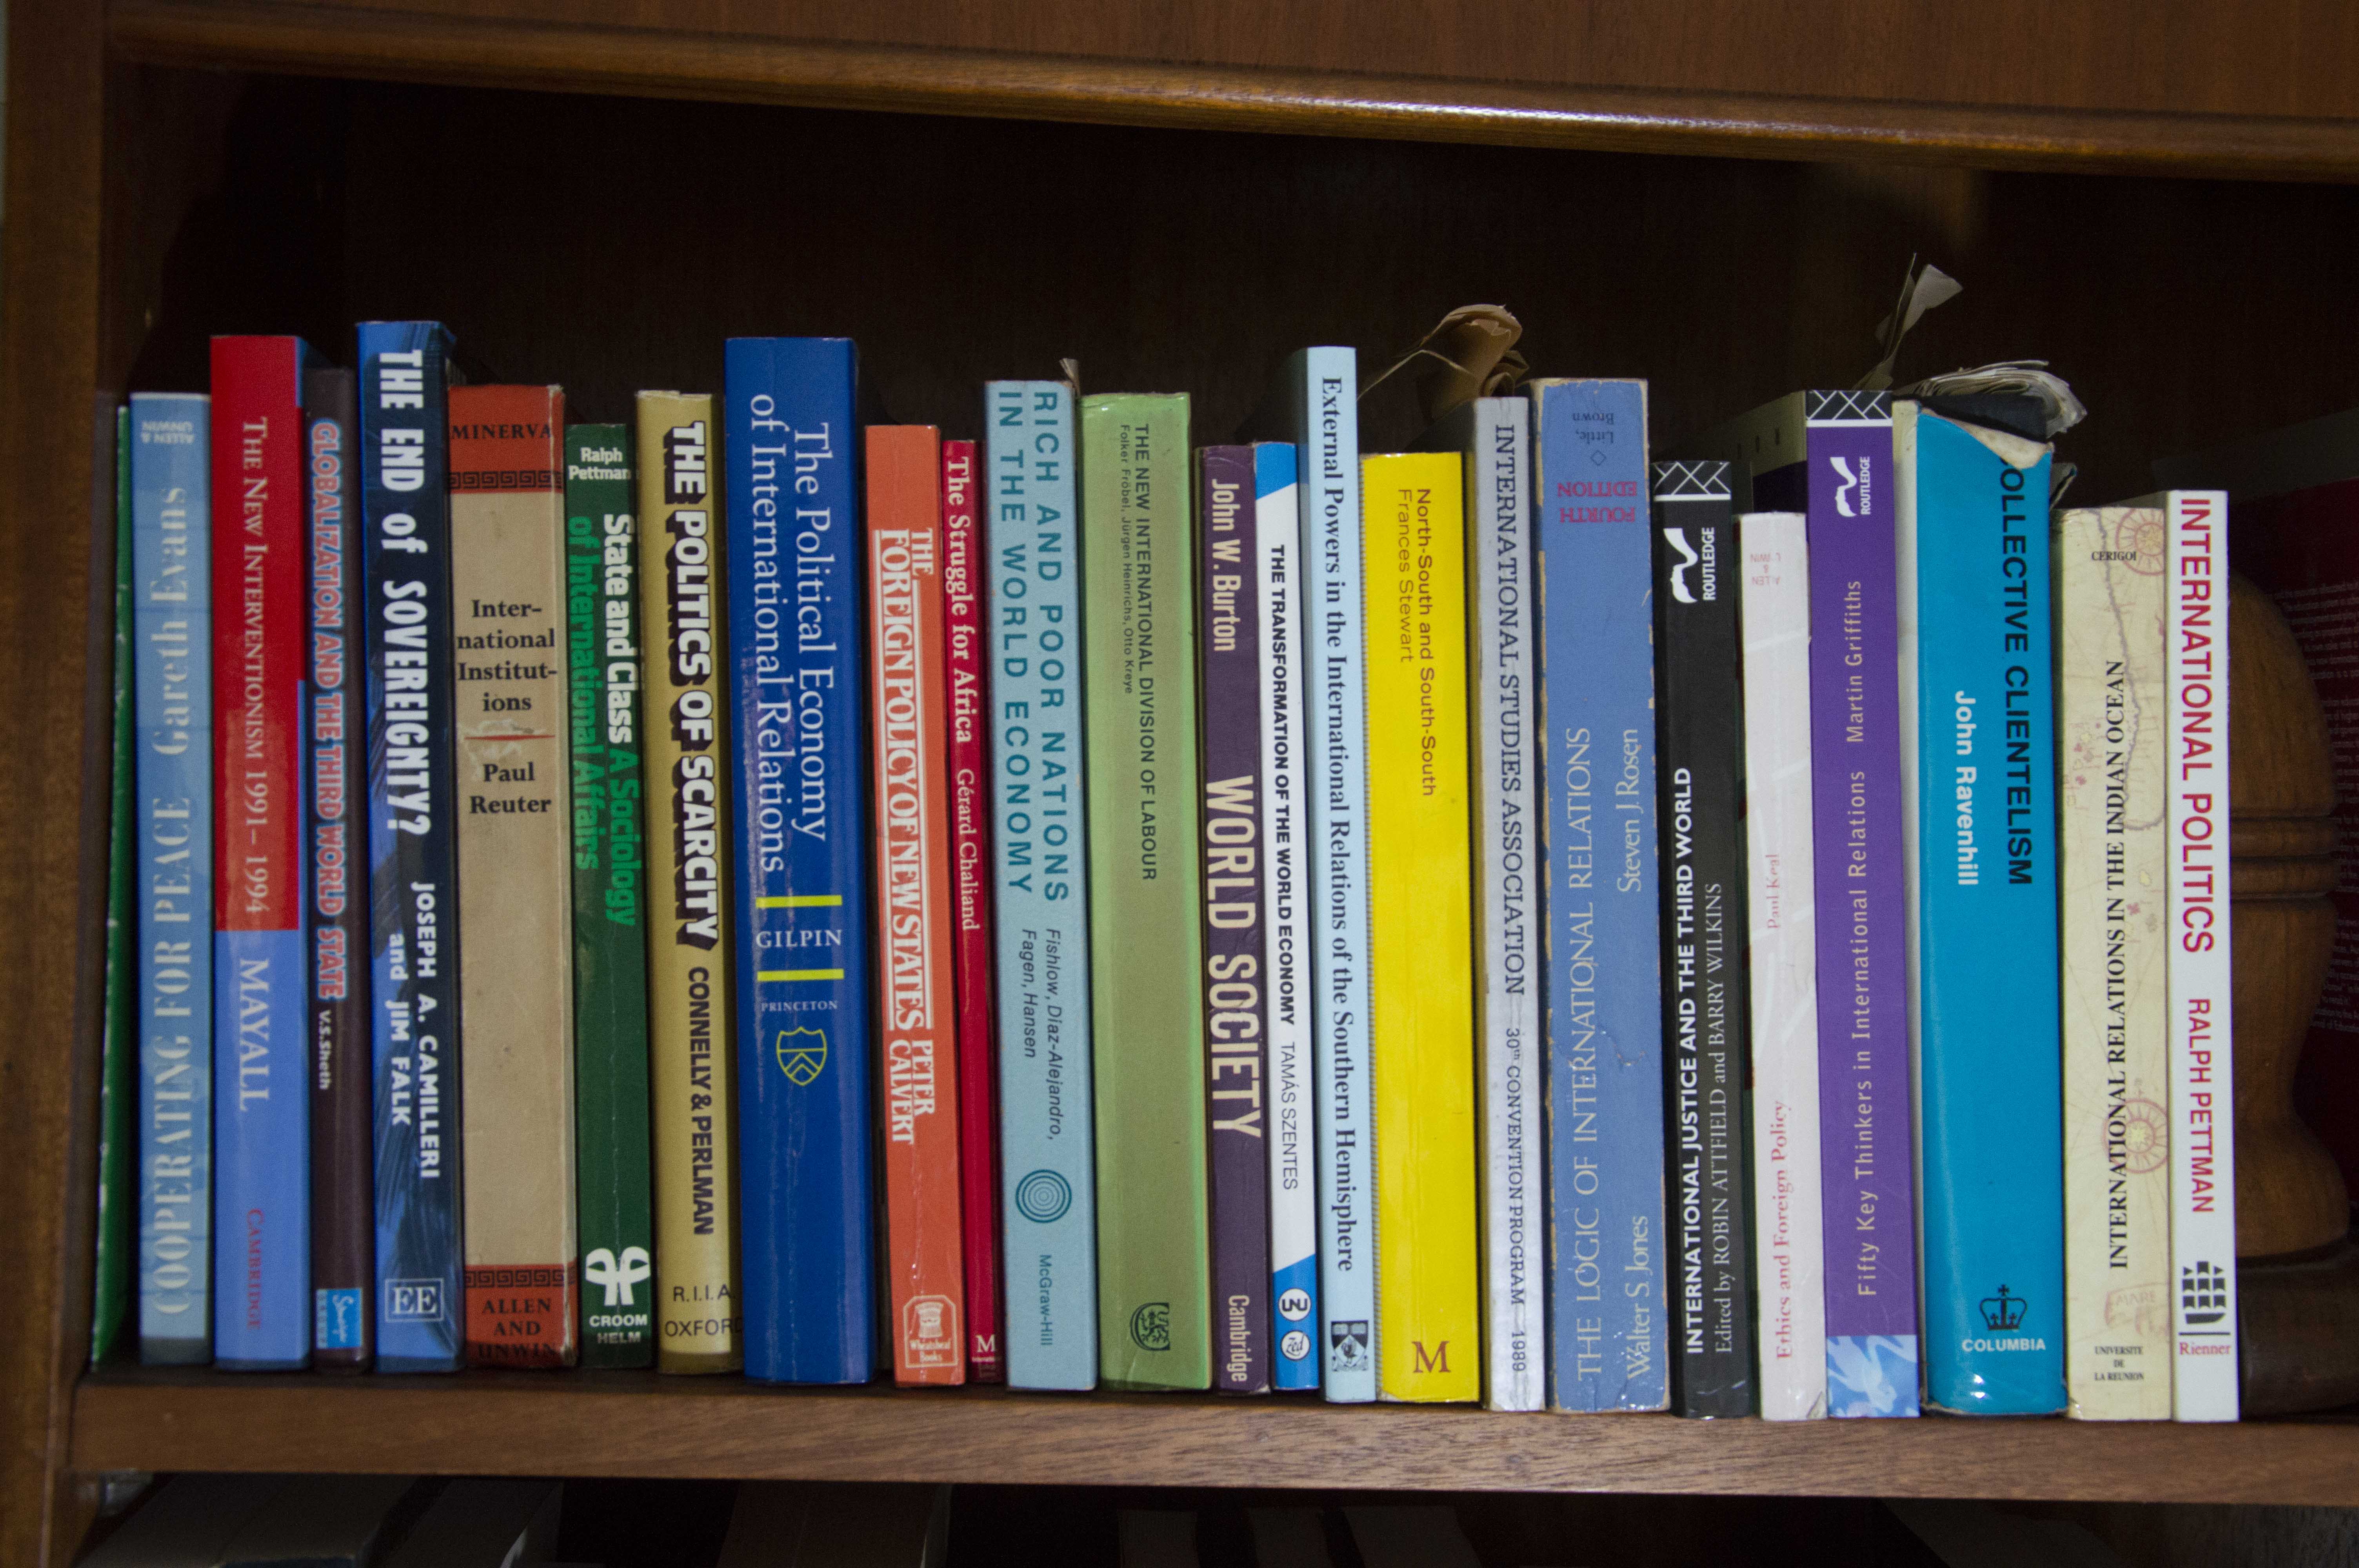 COOPERATING FOR PEACE Gareth Evans
ALLEN &
UNWIN
THE NEW INTERVENTIONISM 1991–1994
MAYALL
CAMBRIDGE
GLOBALIZATION AND THE THIRD WORLD STATE
V.S.Sheth
THE END of SOVEREIGNTY?
JOSEPH A. CAMILLERI
and JIM FALK
EE
MINERVA
Inter-
national
Institut-
ions
Paul
Reuter
ALLEN
AND
UNWIN
Ralph
Pettman
State and Class A Sociology
of International Affairs
CROOM
HELM
THE POLITICS OF SCARCITY
CONNELLY & PERLMAN
R.I.I.A.
OXFORD
The Political Economy
of International Relations
GILPIN
PRINCETON
THE
FOREIGN POLICY OF NEW STATES
PETER
CALVERT
Wheatsheaf
Books
The Struggle for Africa Gérard Chaliand
M
RICH AND POOR NATIONS
IN THE WORLD ECONOMY
Fishlow, Díaz-Alejandro,
Fagen, Hansen
McGraw-Hill
THE NEW INTERNATIONAL DIVISION OF LABOUR
Folker Fröbel, Jürgen Heinrichs, Otto Kreye
John W. Burton
WORLD SOCIETY
Cambridge
THE TRANSFORMATION OF THE WORLD ECONOMY TAMÁS SZENTES
External Powers in the International Relations of the Southern Hemisphere
North-South and South-South
Frances Stewart
M
INTERNATIONAL STUDIES ASSOCIATION 30th CONVENTION PROGRAM 1989
THE LOGIC OF INTERNATIONAL RELATIONS
Walter S. Jones Steven J. Rosen
FOURTH
EDITION
Little,
Brown
ROUTLEDGE
INTERNATIONAL JUSTICE AND THE THIRD WORLD
Edited by ROBIN ATTFIELD and BARRY WILKINS
Ethics and Foreign Policy Paul Keal
ALLEN
&
UNWIN
ROUTLEDGE
Fifty Key Thinkers in International Relations Martin Griffiths
OLLECTIVE CLIENTELISM
John Ravenhill
COLUMBIA
CERIGOI
INTERNATIONAL RELATIONS IN THE INDIAN OCEAN
UNIVERSITE
DE
LA REUNION
INTERNATIONAL POLITICS RALPH PETTMAN
Rienner